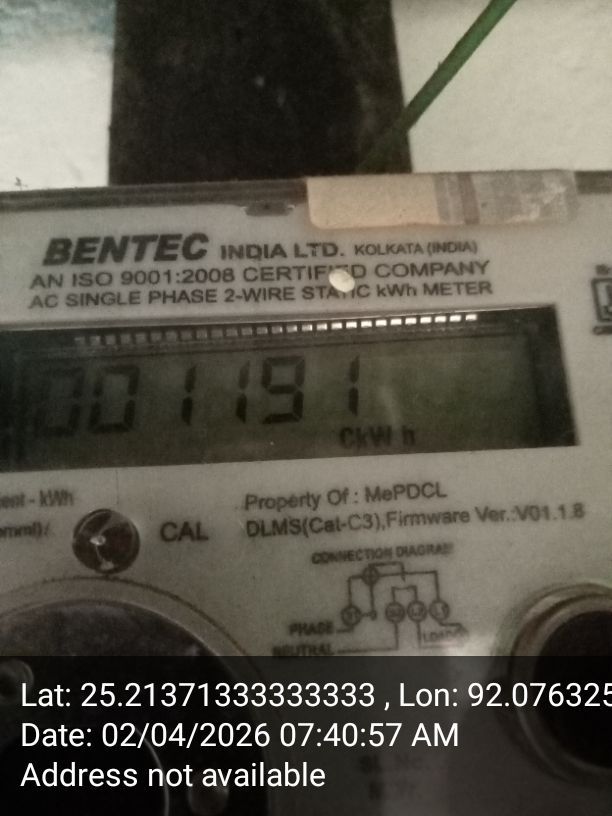 BENTEC INDIA LTD. KOLKATA (INDIA)
AN ISO 9001:2008 CERTIFIED COMPANY
AC SINGLE PHASE 2-WIRE STATIC kWh METER
001191
CkWh
- kWh
CAL
Property Of : MePDCL
DLMS(Cat-C3),Firmware Ver.:V01.1.8
CONNECTION DIAGRAM
PHASE
NEUTRAL
LOAD
Lat: 25.21371333333333 , Lon: 92.076325
Date: 02/04/2026 07:40:57 AM
Address not available